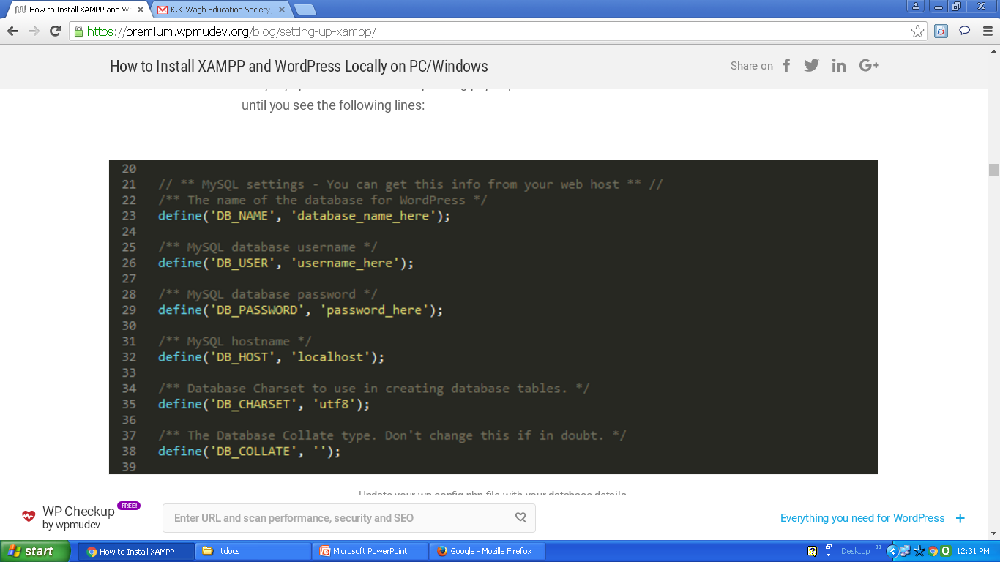 How to Install XAMPP and W
K.K.Wagh Education Society
https://premium.wpmudev.org/blog/setting-up-xampp/
How to Install XAMPP and WordPress Locally on PC/Windows
Share on
until you see the following lines:
20
21 // ** MySQL settings - You can get this info from your web host ** //
22 /** The name of the database for WordPress */
23 define('DB_NAME', 'database_name_here');
24
25 /** MySQL database username */
26 define('DB_USER', 'username_here');
27
28 /** MySQL database password */
29 define('DB_PASSWORD', 'password_here');
30
31 /** MySQL hostname */
32 define('DB_HOST', 'localhost');
33
34 /** Database Charset to use in creating database tables. */
35 define('DB_CHARSET', 'utf8');
36
37 /** The Database Collate type. Don't change this if in doubt. */
38 define('DB_COLLATE', '');
39
Update your wp-config.php file with your database details
WP Checkup FREE!
by wpmudev
Enter URL and scan performance, security and SEO
Everything you need for WordPress +
start
How to Install XAMPP...
htdocs
Microsoft PowerPoint ...
Google - Mozilla Firefox
Desktop
12:31 PM